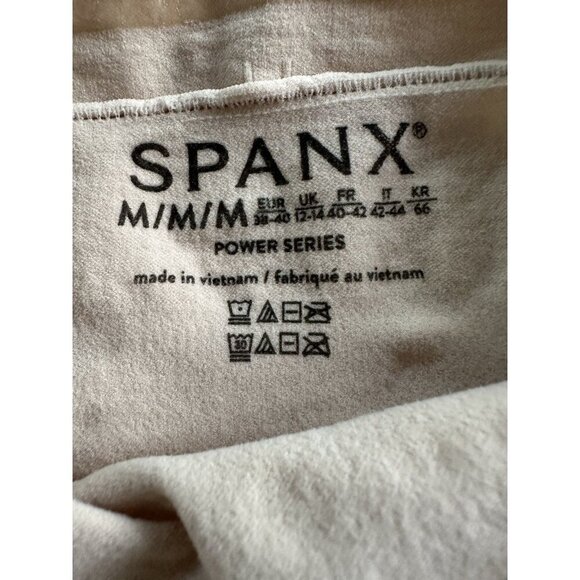 SPANX®
M/M/M EUR 38-40 UK 12-14 FR 40-42 IT 42-44 KR 66
POWER SERIES
made in vietnam / fabriqué au vietnam
30